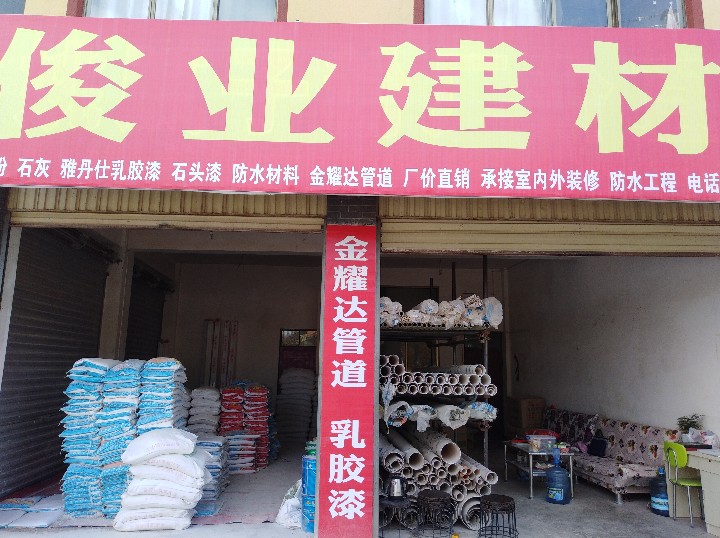 俊业建材
粉 石灰 雅丹仕乳胶漆 石头漆 防水材料 金耀达管道 厂价直销 承接室内外装修 防水工程 电话
金耀达管道 乳胶漆